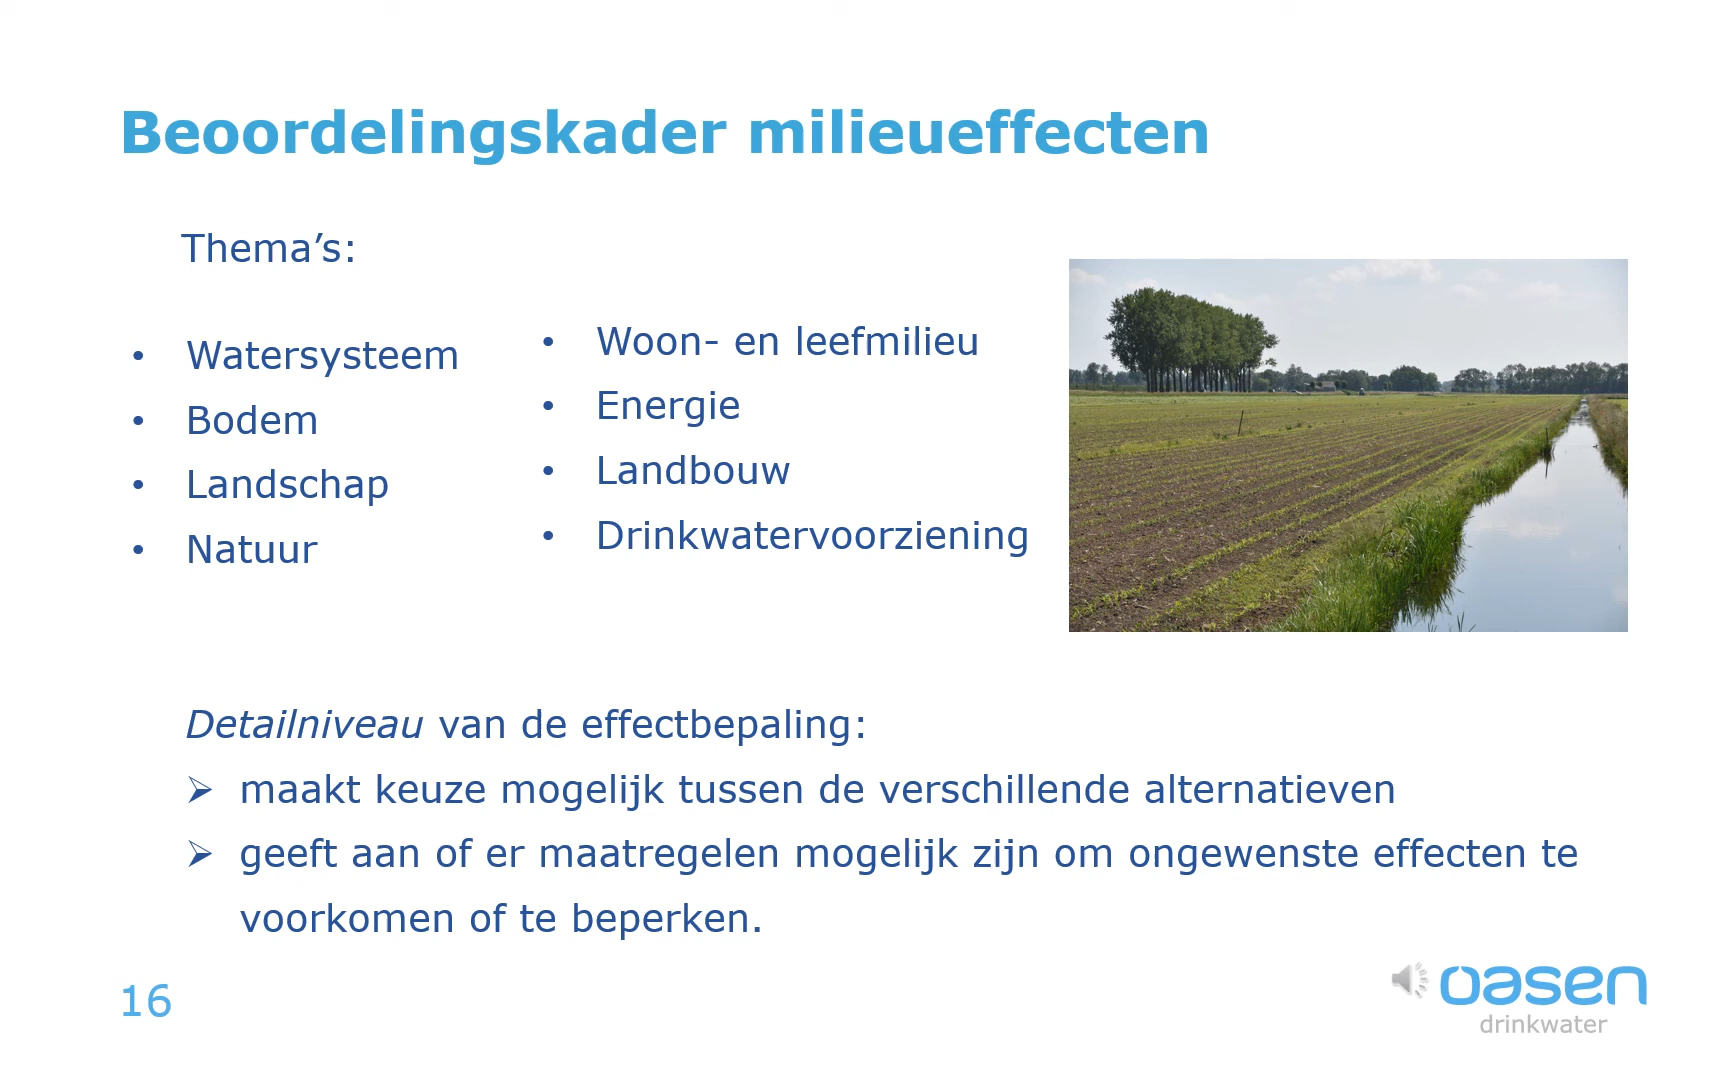 Beoordelingskader milieueffecten
Thema’s:
• Watersysteem
• Bodem
• Landschap
• Natuur
• Woon- en leefmilieu
• Energie
• Landbouw
• Drinkwatervoorziening
Detailniveau van de effectbepaling:
➢ maakt keuze mogelijk tussen de verschillende alternatieven
➢ geeft aan of er maatregelen mogelijk zijn om ongewenste effecten te
voorkomen of te beperken.
16
oasen
drinkwater